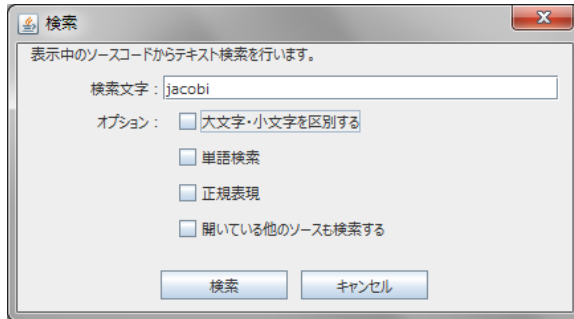 検索
表示中のソースコードからテキスト検索を行います。
検索文字：jacobi
オプション： 大文字・小文字を区別する
単語検索
正規表現
開いている他のソースも検索する
検索 キャンセル